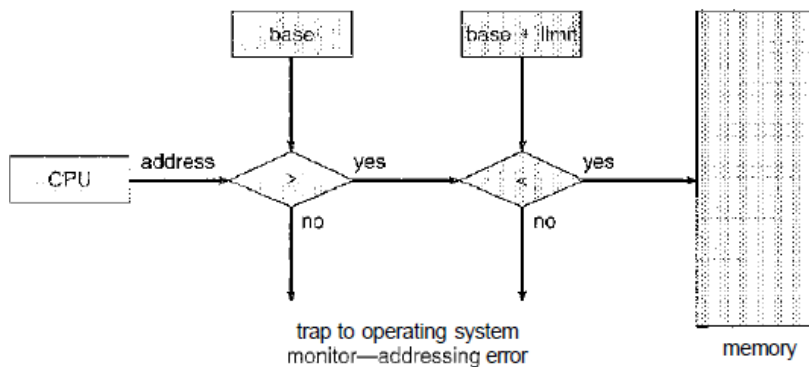 base
base + limit
CPU
address
>
yes
<
yes
no
no
trap to operating system
monitor—addressing error
memory